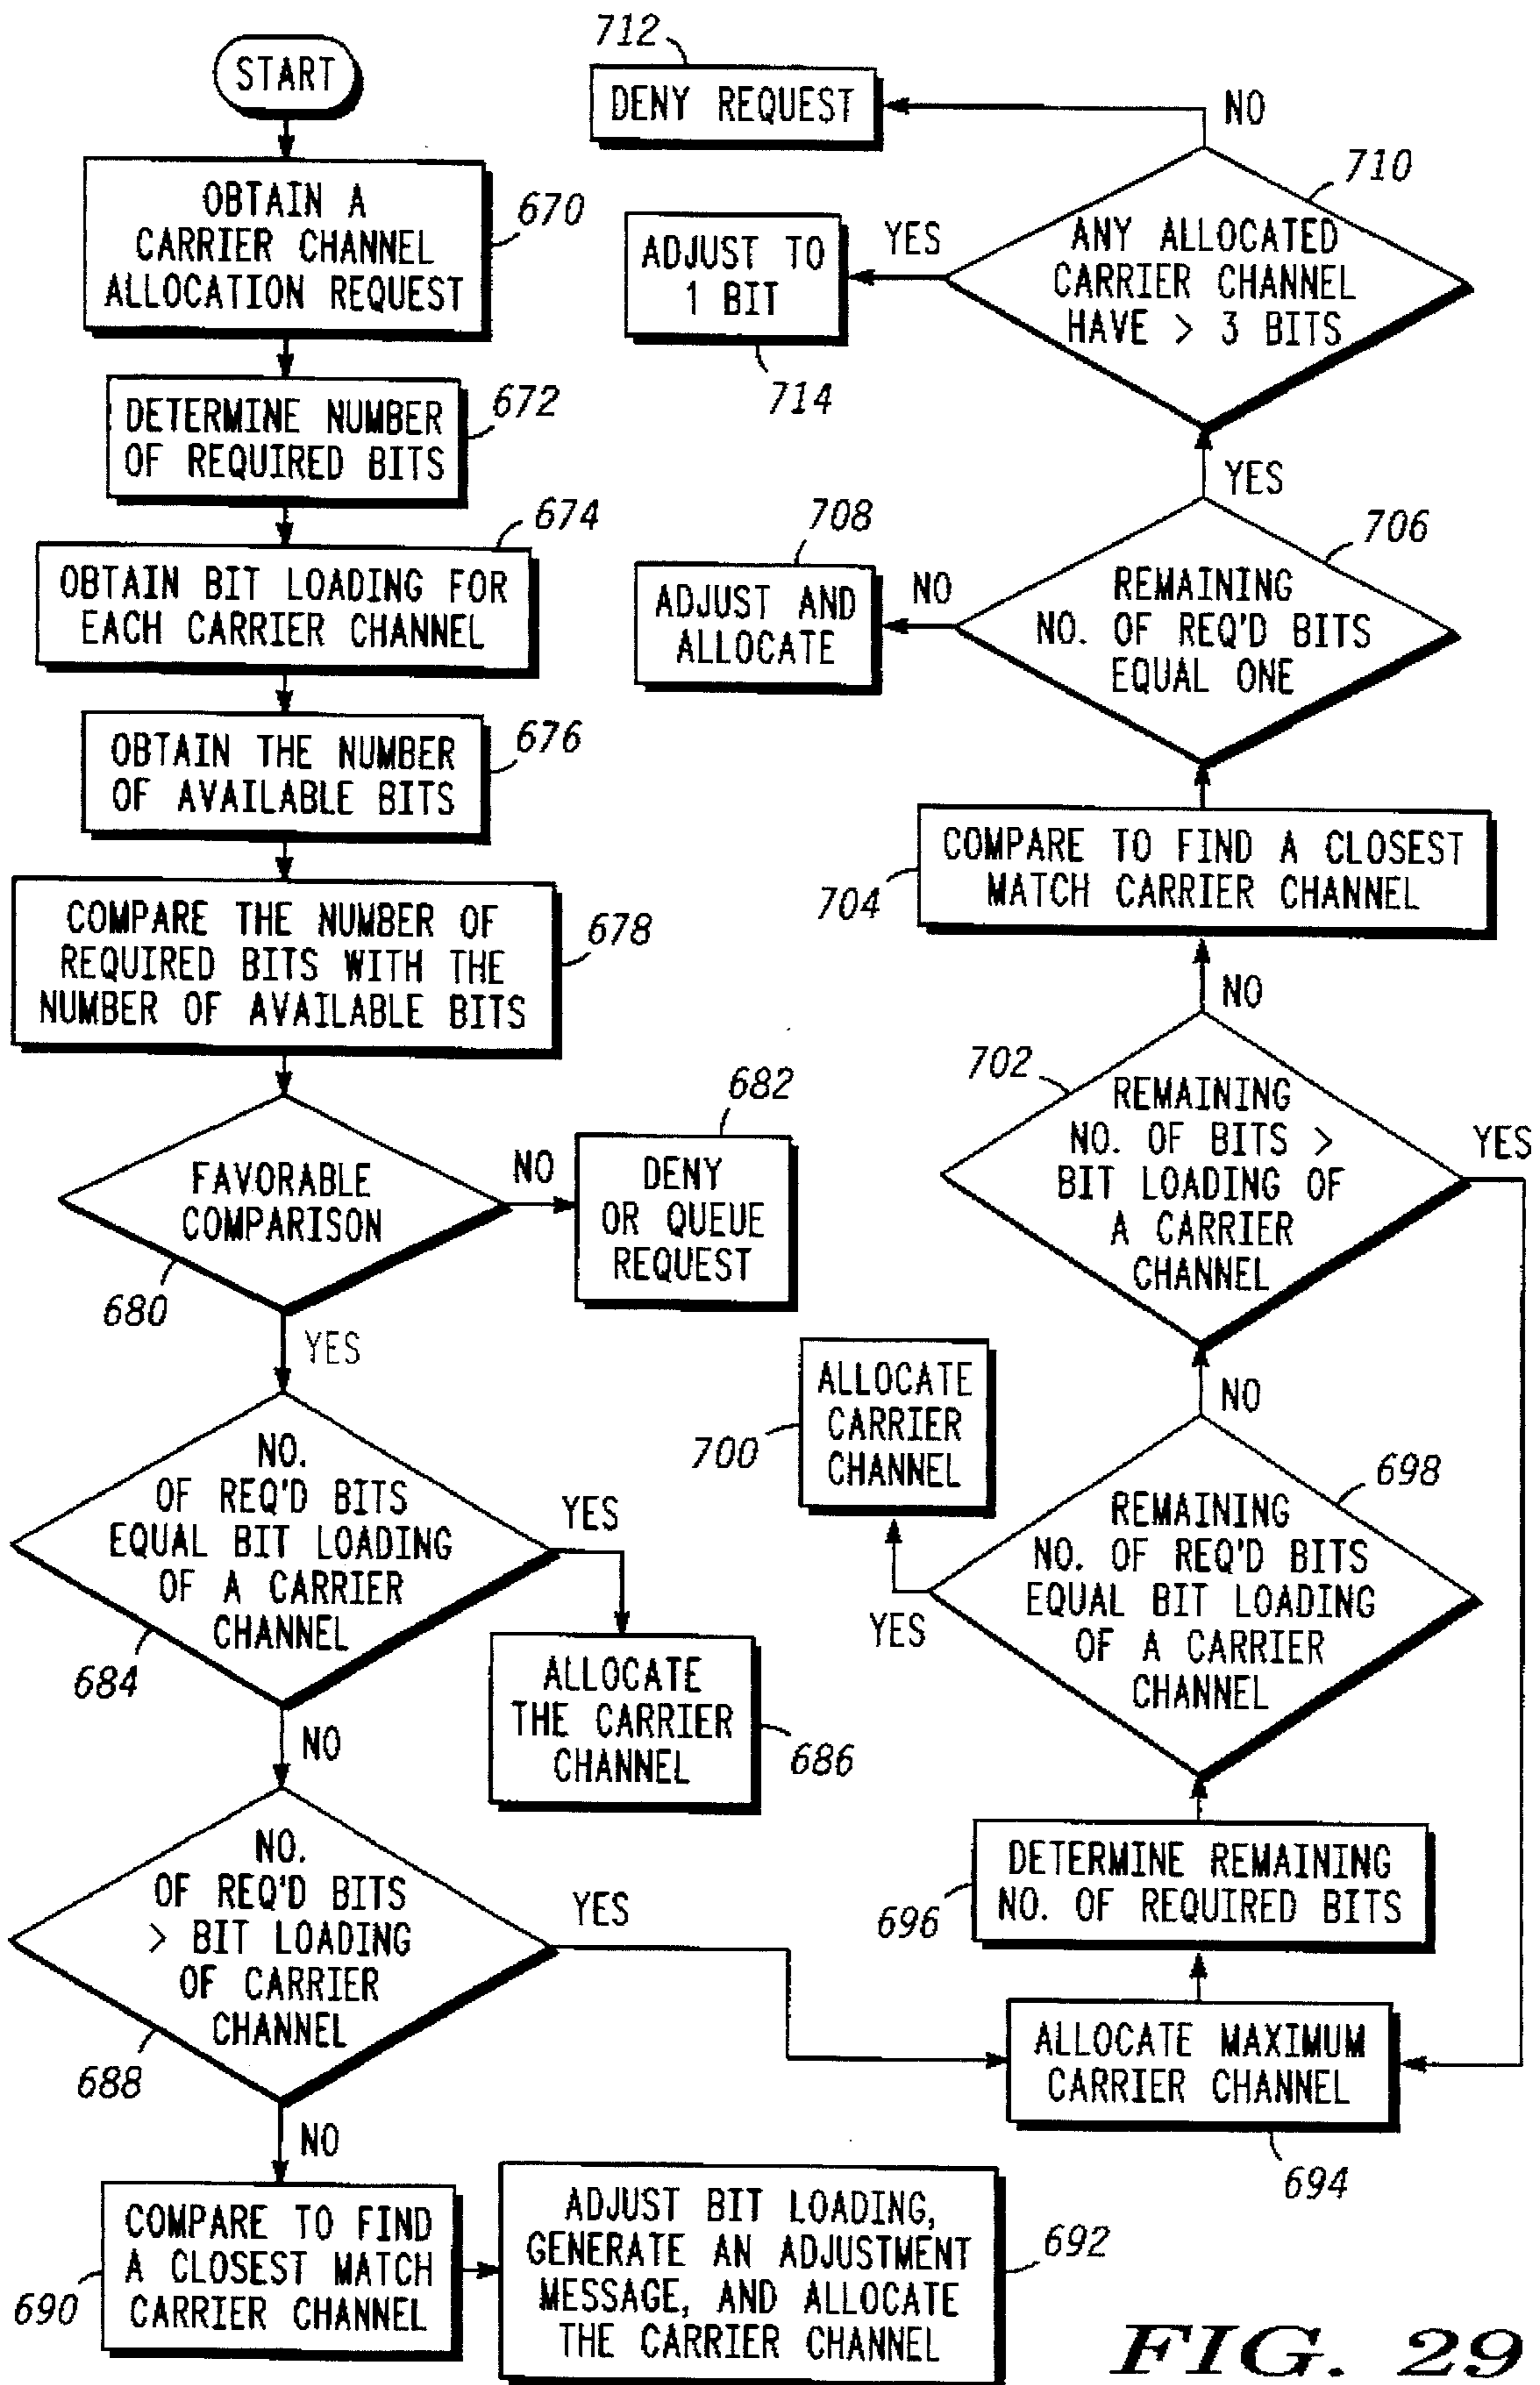 START
OBTAIN A
CARRIER CHANNEL
ALLOCATION REQUEST
670
DETERMINE NUMBER
OF REQUIRED BITS
672
674
OBTAIN BIT LOADING FOR
EACH CARRIER CHANNEL
OBTAIN THE NUMBER
OF AVAILABLE BITS
676
COMPARE THE NUMBER OF
REQUIRED BITS WITH THE
NUMBER OF AVAILABLE BITS
678
FAVORABLE
COMPARISON
680
NO
682
DENY
OR QUEUE
REQUEST
YES
NO.
OF REQ'D BITS
EQUAL BIT LOADING
OF A CARRIER
CHANNEL
684
YES
ALLOCATE
THE CARRIER
CHANNEL
686
NO
NO.
OF REQ'D BITS
> BIT LOADING
OF CARRIER
CHANNEL
688
YES
NO
COMPARE TO FIND
A CLOSEST MATCH
CARRIER CHANNEL
690
ADJUST BIT LOADING,
GENERATE AN ADJUSTMENT
MESSAGE, AND ALLOCATE
THE CARRIER CHANNEL
692
712
DENY REQUEST
NO
710
ANY ALLOCATED
CARRIER CHANNEL
HAVE > 3 BITS
YES
ADJUST TO
1 BIT
714
YES
706
REMAINING
NO. OF REQ'D BITS
EQUAL ONE
NO
708
ADJUST AND
ALLOCATE
COMPARE TO FIND A CLOSEST
MATCH CARRIER CHANNEL
704
NO
702
REMAINING
NO. OF BITS >
BIT LOADING OF
A CARRIER
CHANNEL
YES
NO
ALLOCATE
CARRIER
CHANNEL
700
698
REMAINING
NO. OF REQ'D BITS
EQUAL BIT LOADING
OF A CARRIER
CHANNEL
YES
DETERMINE REMAINING
NO. OF REQUIRED BITS
696
ALLOCATE MAXIMUM
CARRIER CHANNEL
694
FIG. 29